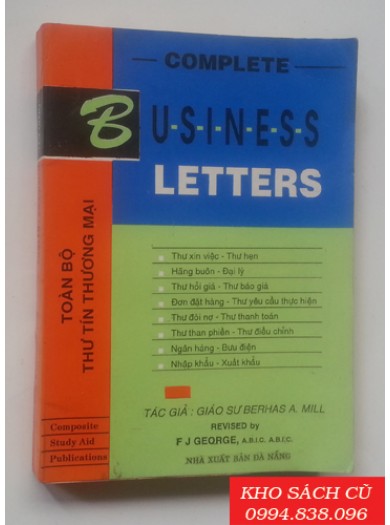 COMPLETE
BUSINESS
LETTERS
TOÀN BỘ
THƯ TÍN THƯƠNG MẠI
Thư xin việc - Thư hẹn
Hãng buôn - Đại lý
Thư hỏi giá - Thư báo giá
Đơn đặt hàng - Thư yêu cầu thực hiện
Thư đòi nợ - Thư thanh toán
Thư than phiền - Thư điều chỉnh
Ngân hàng - Bưu điện
Nhập khẩu - Xuất khẩu
TÁC GIẢ : GIÁO SƯ BERHAS A. MILL
REVISED by
F J GEORGE, A.B.I.C. A.B.I.C.
NHÀ XUẤT BẢN ĐÀ NẴNG
Composite
Study Aid
Publications
KHO SÁCH CŨ
0994.838.096